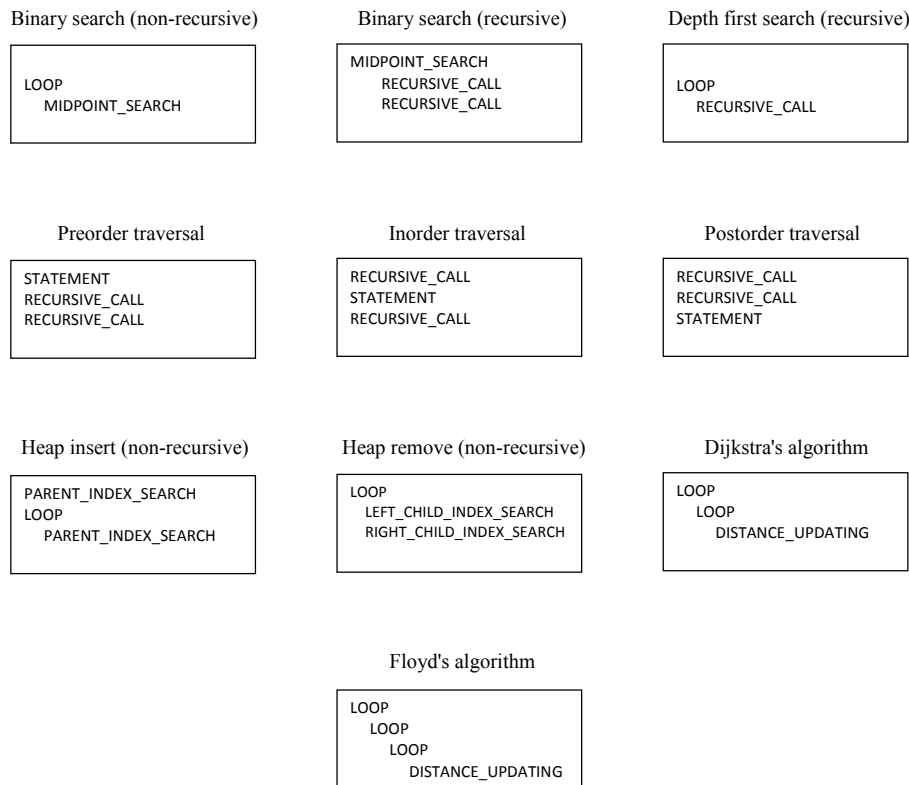 Binary search (non-recursive)
LOOP
MIDPOINT_SEARCH
Binary search (recursive)
MIDPOINT_SEARCH
RECURSIVE_CALL
RECURSIVE_CALL
Depth first search (recursive)
LOOP
RECURSIVE_CALL
Preorder traversal
STATEMENT
RECURSIVE_CALL
RECURSIVE_CALL
Inorder traversal
RECURSIVE_CALL
STATEMENT
RECURSIVE_CALL
Postorder traversal
RECURSIVE_CALL
RECURSIVE_CALL
STATEMENT
Heap insert (non-recursive)
PARENT_INDEX_SEARCH
LOOP
PARENT_INDEX_SEARCH
Heap remove (non-recursive)
LOOP
LEFT_CHILD_INDEX_SEARCH
RIGHT_CHILD_INDEX_SEARCH
Dijkstra's algorithm
LOOP
LOOP
DISTANCE_UPDATING
Floyd's algorithm
LOOP
LOOP
LOOP
DISTANCE_UPDATING